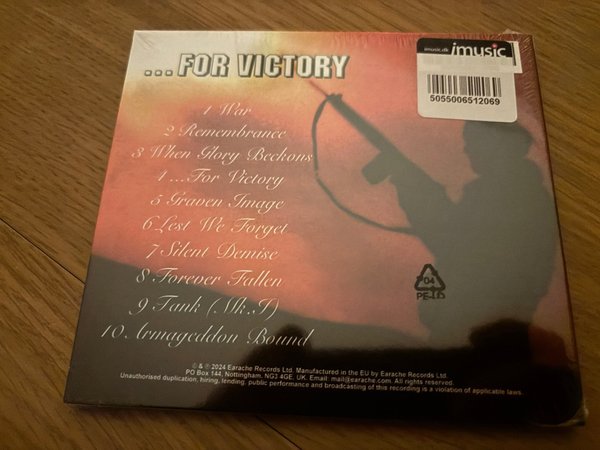 imusic.dk imusic
5055006512069
...FOR VICTORY
1 War
2 Remembrance
3 When Glory Beckons
4 ...For Victory
5 Graven Image
6 Lest We Forget
7 Silent Demise
8 Forever Fallen
9 Tank (Mk.I)
10 Armageddon Bound
04
© & ℗ 2024 Earache Records Ltd. Manufactured in the EU by Earache Records Ltd.
PO Box 144, Nottingham, NG3 4GE. UK. Email: mail@earache.com. All rights reserved.
Unauthorised duplication, hiring, lending, public performance and broadcasting of this recording is a violation of applicable laws.